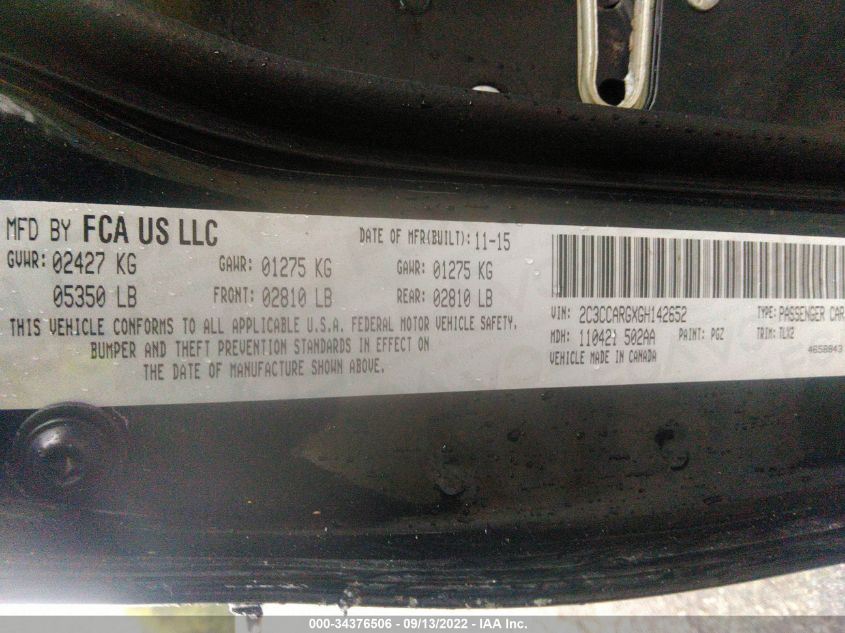 MFD BY FCA US LLC
DATE OF MFR(BUILT): 11-15
GVWR: 02427 KG
GAWR: 01275 KG
GAWR: 01275 KG
05350 LB
FRONT: 02810 LB
REAR: 02810 LB
THIS VEHICLE CONFORMS TO ALL APPLICABLE U.S.A. FEDERAL MOTOR VEHICLE SAFETY,
BUMPER AND THEFT PREVENTION STANDARDS IN EFFECT ON
THE DATE OF MANUFACTURE SHOWN ABOVE.
VIN: 2C3CCARGXGH142652
TYPE: PASSENGER CAR
MDH: 110421 502AA
PAINT: PGZ
TRIM: TLX2
VEHICLE MADE IN CANADA
4658843
000-34376506 - 09/13/2022 - IAA Inc.